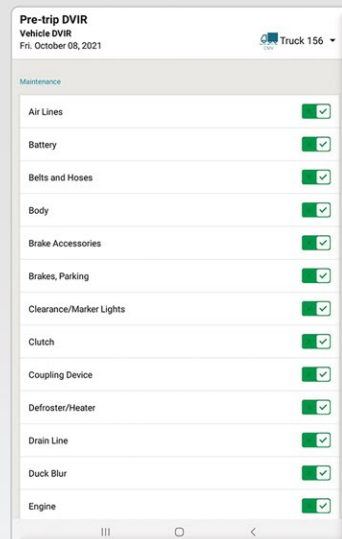 Pre-trip DVIR
Vehicle DVIR
Fri. October 08, 2021
CMV
Truck 156
Maintenance
Air Lines
Battery
Belts and Hoses
Body
Brake Accessories
Brakes, Parking
Clearance/Marker Lights
Clutch
Coupling Device
Defroster/Heater
Drain Line
Duck Blur
Engine